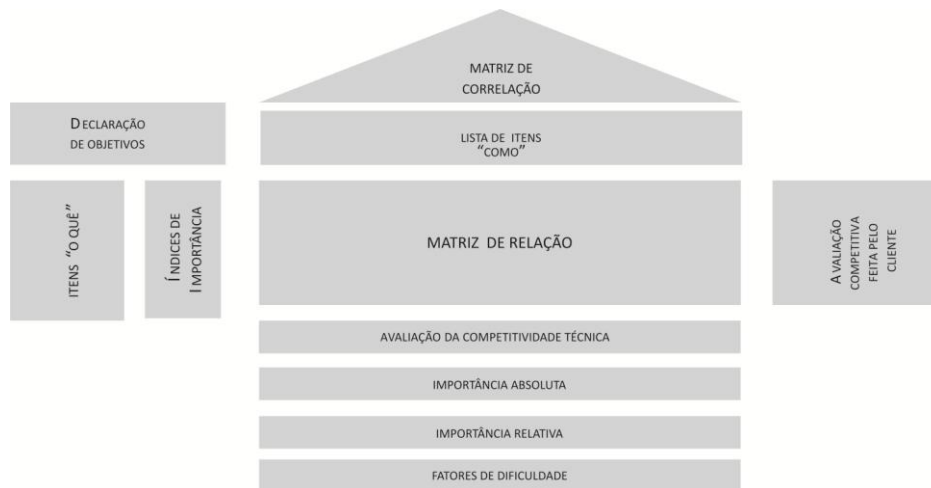 MATRIZ DE
CORRELAÇÃO
DECLARAÇÃO
DE OBJETIVOS
LISTA DE ITENS
“COMO”
ITENS “O QUÊ”
ÍNDICES DE
IMPORTÂNCIA
MATRIZ DE RELAÇÃO
AVALIAÇÃO
COMPETITIVA
FEITA PELO
CLIENTE
AVALIAÇÃO DA COMPETITIVIDADE TÉCNICA
IMPORTÂNCIA ABSOLUTA
IMPORTÂNCIA RELATIVA
FATORES DE DIFICULDADE